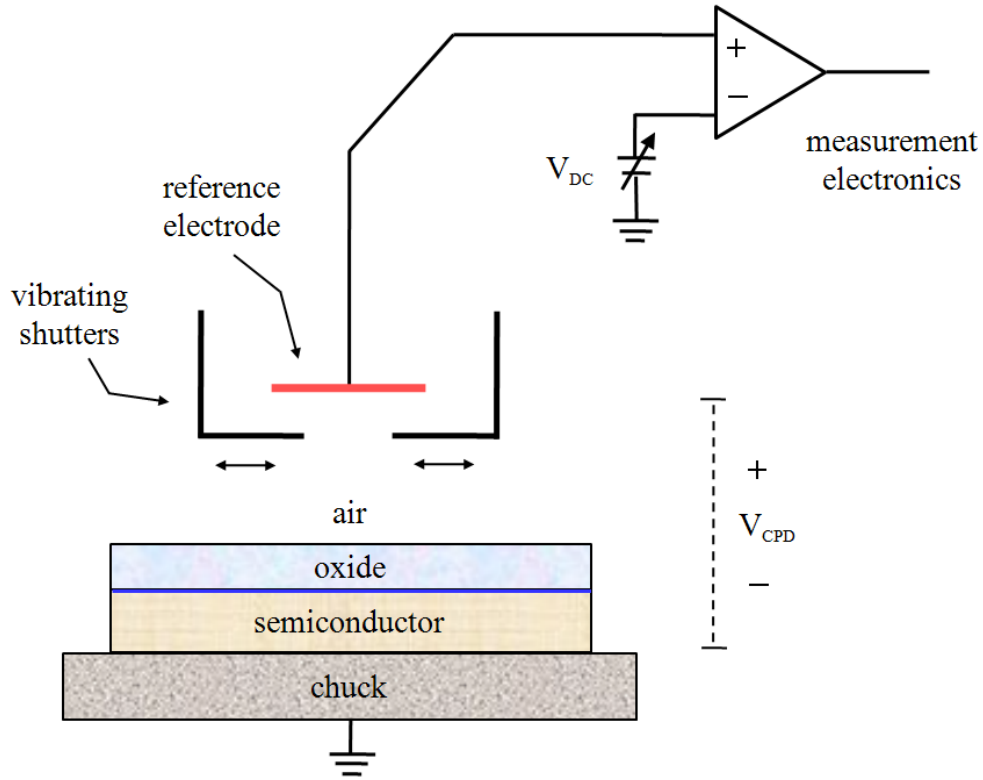 +
−
V_DC
measurement
electronics
reference
electrode
vibrating
shutters
air
+
V_CPD
−
oxide
semiconductor
chuck